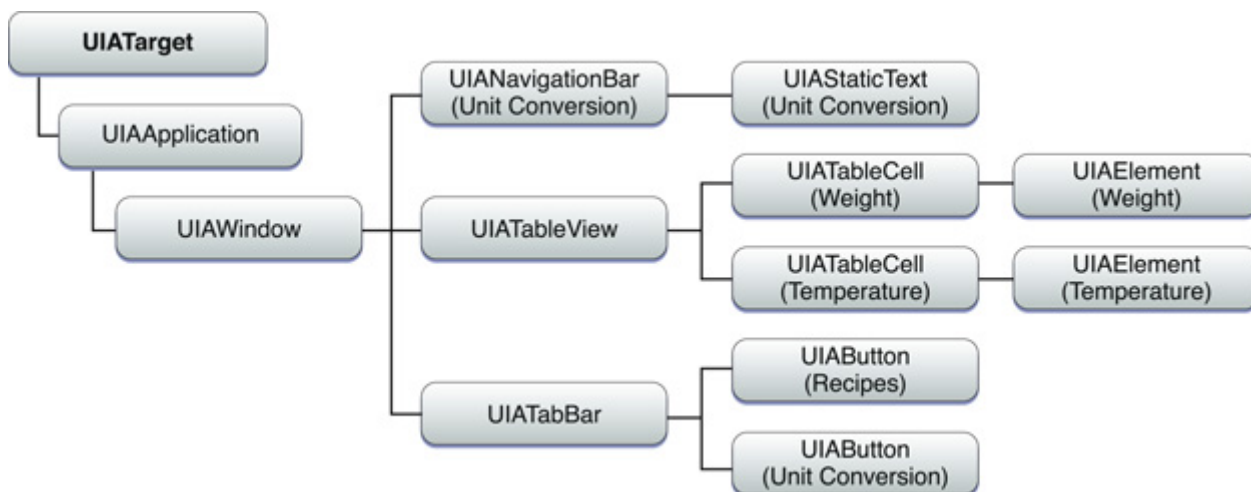 UIATarget
UIAApplication
UIAWindow
UIANavigationBar
(Unit Conversion)
UIAStaticText
(Unit Conversion)
UIATableView
UIATableCell
(Weight)
UIAElement
(Weight)
UIATableCell
(Temperature)
UIAElement
(Temperature)
UIATabBar
UIAButton
(Recipes)
UIAButton
(Unit Conversion)